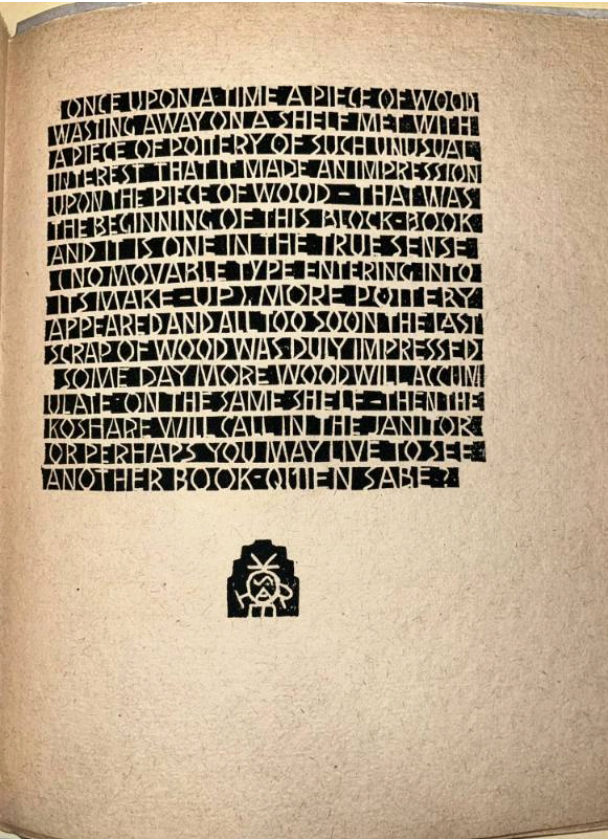 ONCE UPON A TIME A PIECE OF WOOD
WASTING AWAY ON A SHELF MET WITH
A PIECE OF POTTERY OF SUCH UNUSUAL
INTEREST THAT IT MADE AN IMPRESSION
UPON THE PIECE OF WOOD - THAT WAS
THE BEGINNING OF THIS BLOCK-BOOK
AND IT IS ONE IN THE TRUE SENSE
(NO MOVABLE TYPE ENTERING INTO
ITS MAKE-UP). MORE POTTERY
APPEARED AND ALL TOO SOON THE LAST
SCRAP OF WOOD WAS DULY IMPRESSED
SOME DAY MORE WOOD WILL ACCUM
ULATE ON THE SAME SHELF - THEN THE
KOSHARE WILL CALL IN THE JANITOR
OR PERHAPS YOU MAY LIVE TO SEE
ANOTHER BOOK-QUIEN SABE?